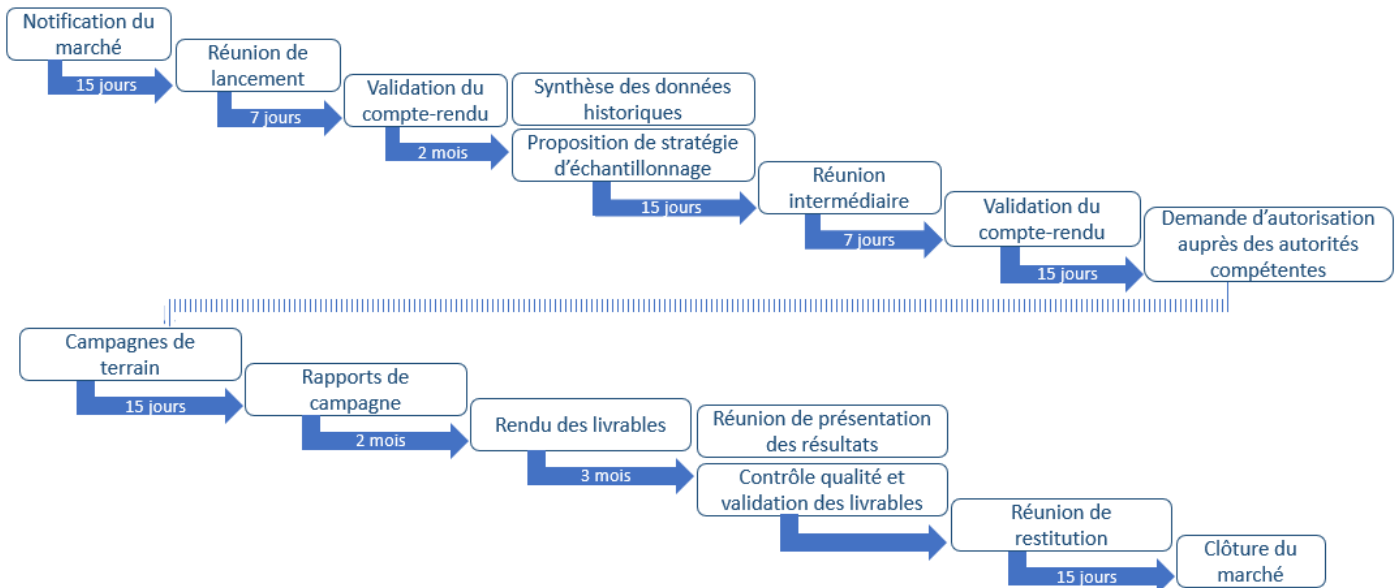 Notification du
marché
15 jours
Réunion de
lancement
7 jours
Validation du
compte-rendu
2 mois
Synthèse des données
historiques
Proposition de stratégie
d'échantillonnage
15 jours
Réunion
intermédiaire
7 jours
Validation du
compte-rendu
15 jours
Demande d'autorisation
auprès des autorités
compétentes
Campagnes de
terrain
15 jours
Rapports de
campagne
2 mois
Rendu des livrables
3 mois
Réunion de présentation
des résultats
Contrôle qualité et
validation des livrables
Réunion de
restitution
15 jours
Clôture du
marché